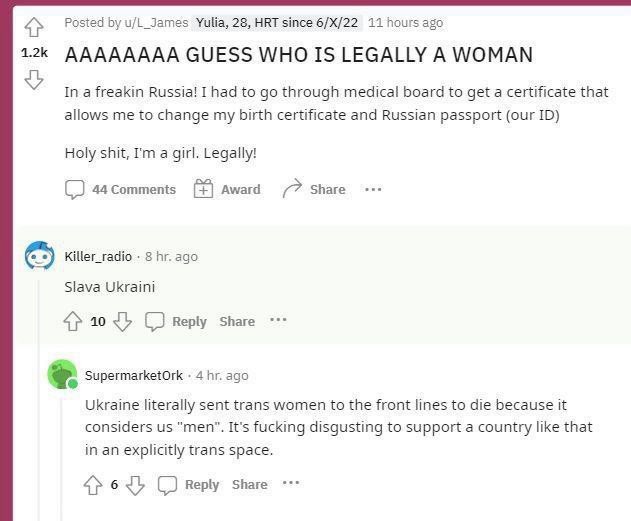 Posted by u/L_James Yulia, 28, HRT since 6/X/22 11 hours ago
1.2k
AAAAAAAA GUESS WHO IS LEGALLY A WOMAN
In a freakin Russia! I had to go through medical board to get a certificate that
allows me to change my birth certificate and Russian passport (our ID)
Holy shit, I'm a girl. Legally!
44 Comments Award Share ...
Killer_radio · 8 hr. ago
Slava Ukraini
10 Reply Share ...
SupermarketOrk · 4 hr. ago
Ukraine literally sent trans women to the front lines to die because it
considers us "men". It's fucking disgusting to support a country like that
in an explicitly trans space.
6 Reply Share ...